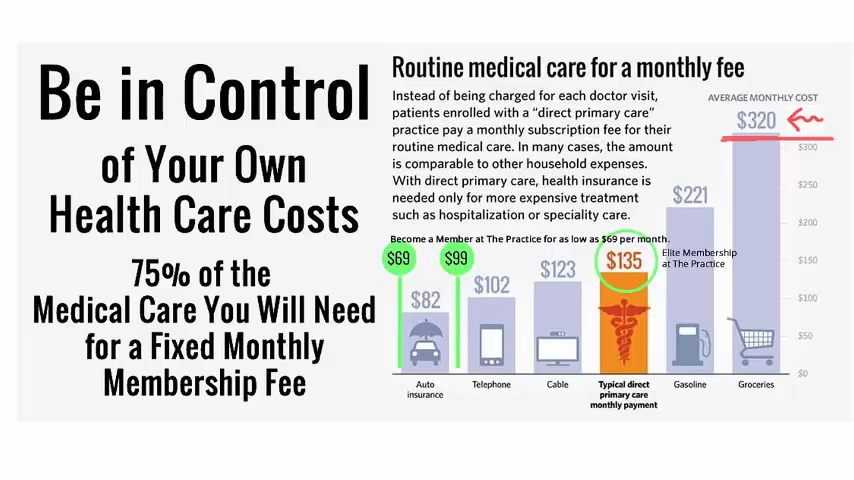 Be in Control
of Your Own
Health Care Costs
75% of the
Medical Care You Will Need
for a Fixed Monthly
Membership Fee
Routine medical care for a monthly fee
Instead of being charged for each doctor visit,
patients enrolled with a “direct primary care”
practice pay a monthly subscription fee for their
routine medical care. In many cases, the amount
is comparable to other household expenses.
With direct primary care, health insurance is
needed only for more expensive treatment
such as hospitalization or speciality care.
AVERAGE MONTHLY COST
$320
$300
$250
$221
$200
Become a Member at The Practice for as low as $69 per month.
$69
$99
$135
Elite Membership
at The Practice
$150
$82
$102
$123
$100
$50
$0
Auto
insurance
Telephone
Cable
Typical direct
primary care
monthly payment
Gasoline
Groceries